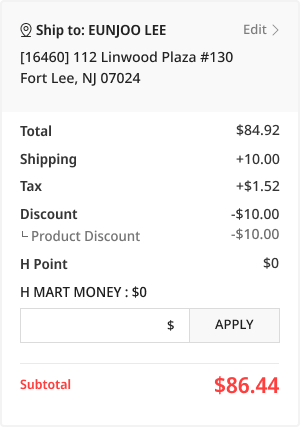 Ship to: EUNJOO LEE Edit >
[16460] 112 Linwood Plaza #130
Fort Lee, NJ 07024
Total $84.92
Shipping +10.00
Tax +$1.52
Discount -$10.00
└ Product Discount -$10.00
H Point $0
H MART MONEY : $0
$ APPLY
Subtotal $86.44